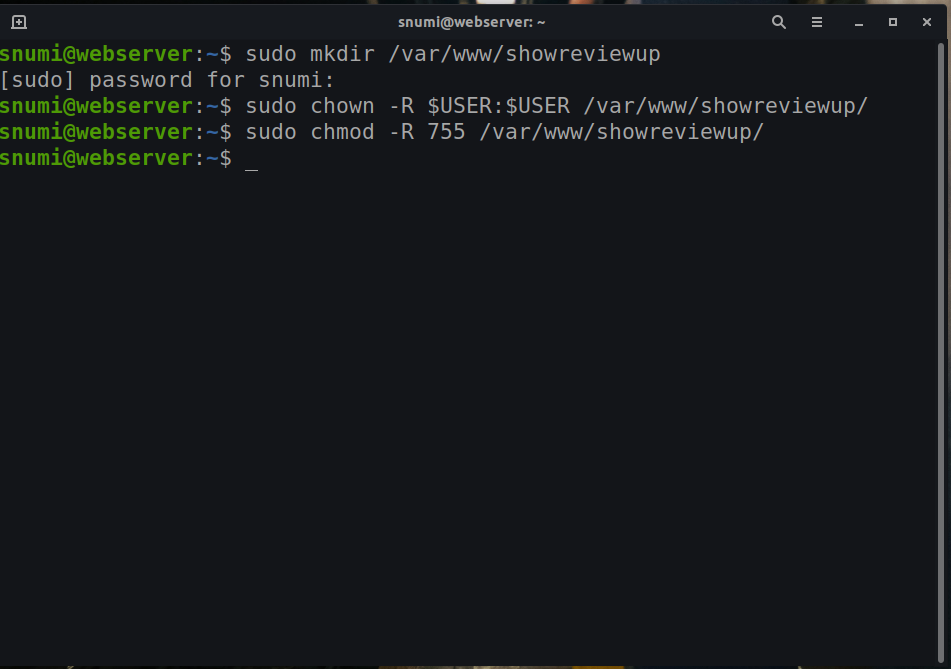 snumi@webserver: ~
snumi@webserver:~$ sudo mkdir /var/www/showreviewup
[sudo] password for snumi:
snumi@webserver:~$ sudo chown -R $USER:$USER /var/www/showreviewup/
snumi@webserver:~$ sudo chmod -R 755 /var/www/showreviewup/
snumi@webserver:~$ _